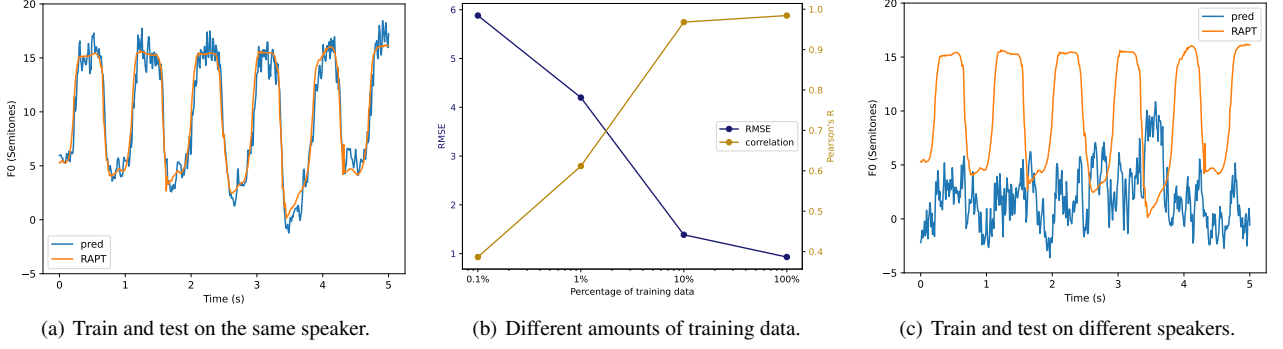 20
15
10
5
0
−5
F0 (Semitones)
pred
RAPT
0 1 2 3 4 5
Time (s)
(a) Train and test on the same speaker.
6
5
4
3
2
1
RMSE
RMSE
correlation
1.0
0.9
0.8
0.7
0.6
0.5
0.4
Pearson's R
0.1% 1% 10% 100%
Percentage of training data
(b) Different amounts of training data.
20
15
10
5
0
−5
F0 (Semitones)
pred
RAPT
0 1 2 3 4 5
Time (s)
(c) Train and test on different speakers.